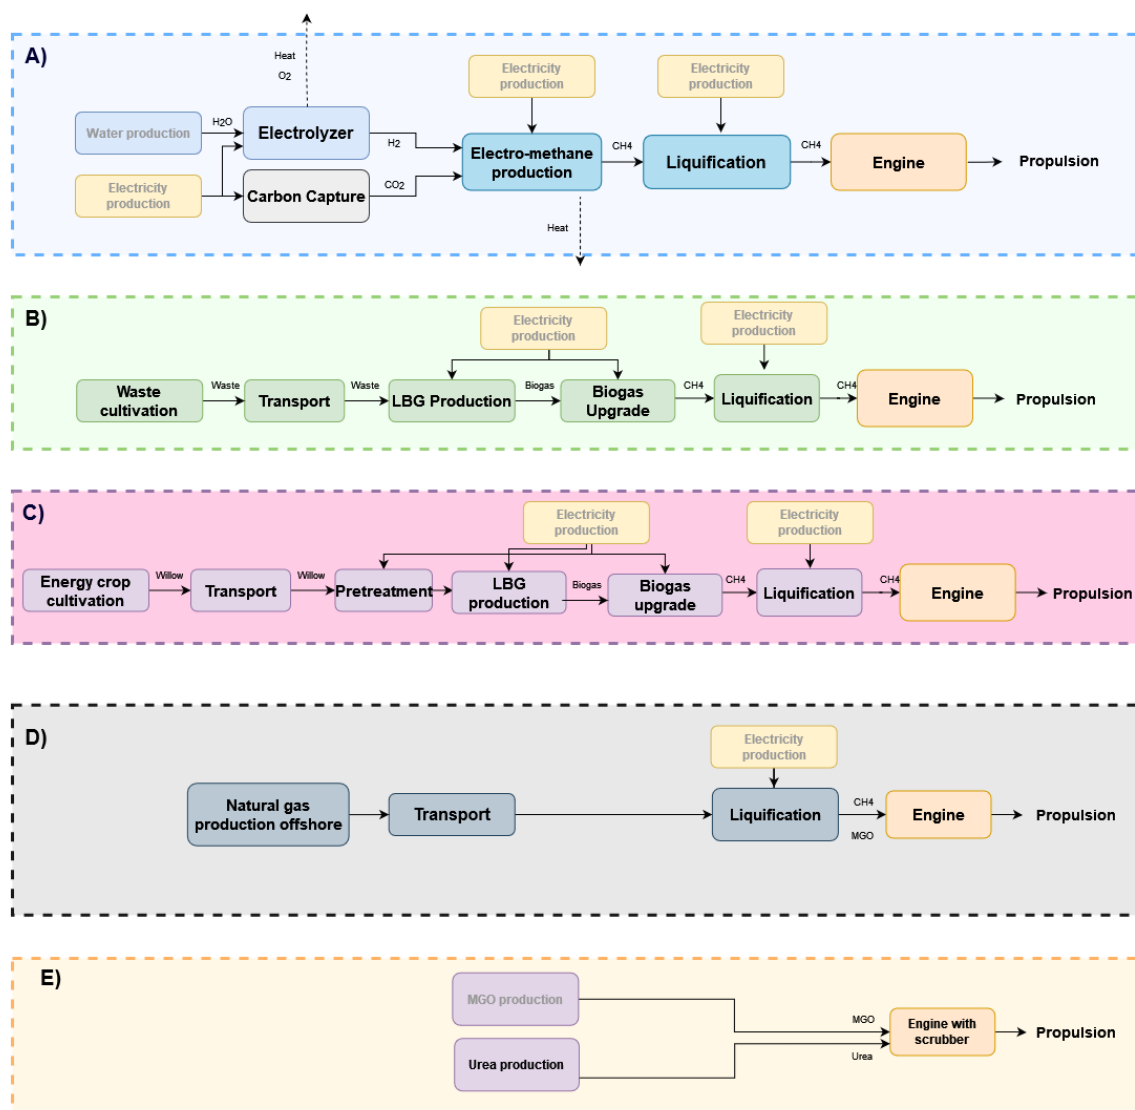 A)
Heat
O2
Electricity
production
Electricity
production
Water production
H2O
Electrolyzer
H2
Electro-methane
production
CH4
Liquification
CH4
Engine
Propulsion
Electricity
production
Carbon Capture
CO2
Heat
B)
Electricity
production
Electricity
production
Waste
cultivation
Waste
Transport
Waste
LBG Production
Biogas
Biogas
Upgrade
CH4
Liquification
CH4
Engine
Propulsion
C)
Electricity
production
Electricity
production
Energy crop
cultivation
Willow
Transport
Willow
Pretreatment
LBG
production
Biogas
Biogas
upgrade
CH4
Liquification
CH4
Engine
Propulsion
D)
Electricity
production
Natural gas
production offshore
Transport
Liquification
CH4
MGO
Engine
Propulsion
E)
MGO production
MGO
Engine with
scrubber
Propulsion
Urea production
Urea